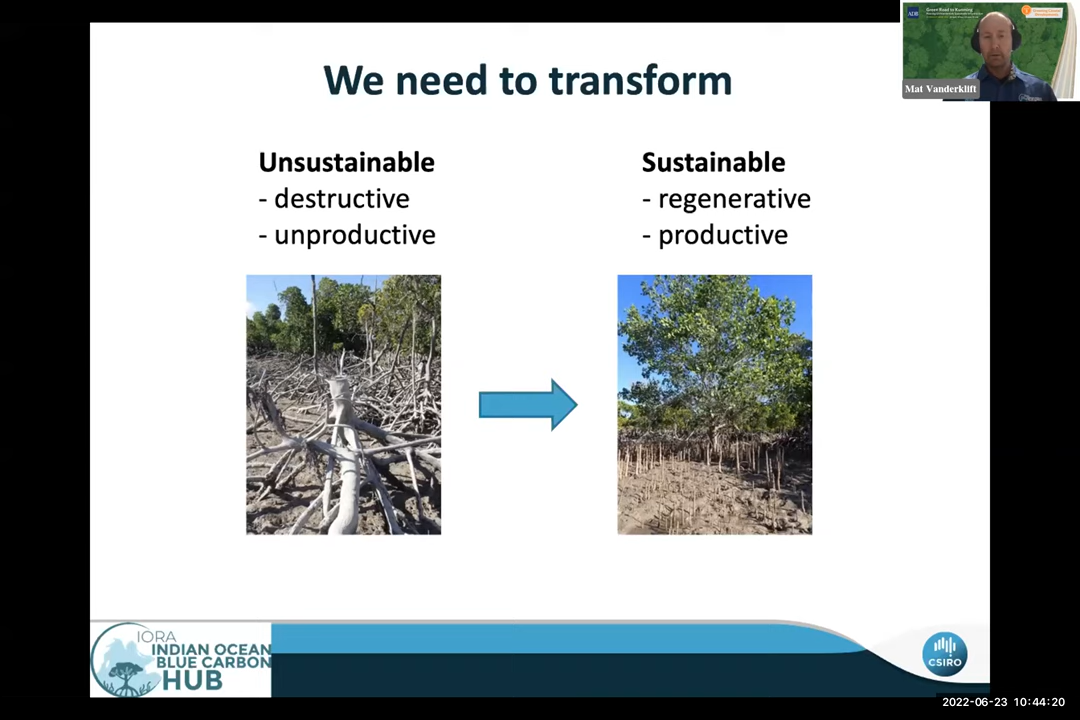 We need to transform
Unsustainable
- destructive
- unproductive
Sustainable
- regenerative
- productive
IORA
INDIAN OCEAN
BLUE CARBON
HUB
CSIRO
ADB
Mat Vanderklift
2022-06-23 10:44:20